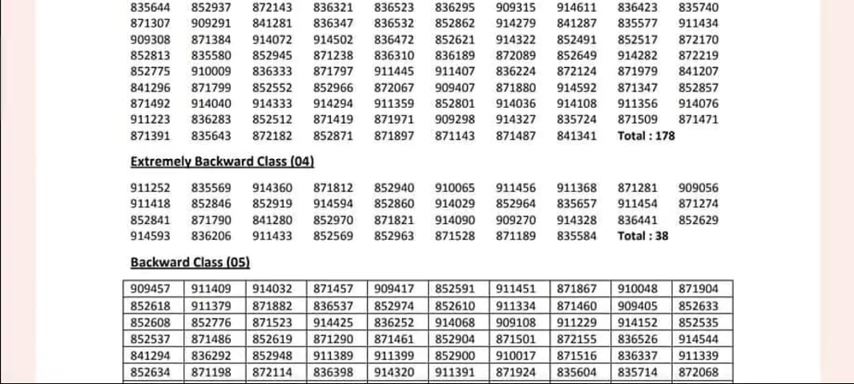 835644 852937 872143 836321 836523 836295 909315 914611 836423 835740
871307 909291 841281 836347 836532 852862 914279 841287 835577 911434
909308 871384 914072 914502 836472 852621 914322 852491 852517 872170
852813 835580 852945 871238 836310 836189 872089 852649 914282 872219
852775 910009 836333 871797 911445 911407 836224 872124 871979 841207
841296 871799 852552 852966 872067 909407 871880 914592 871347 852857
871492 914040 914333 914294 911359 852801 914036 914108 911356 914076
911223 836283 852512 871419 871971 909298 914327 835724 871509 871471
871391 835643 872182 852871 871897 871143 871487 841341 Total : 178
Extremely Backward Class (04)
911252 835569 914360 871812 852940 910065 911456 911368 871281 909056
911418 852846 852919 914594 852860 914029 852964 835657 911454 871274
852841 871790 841280 852970 871821 914090 909270 914328 836441 852629
914593 836206 911433 852569 852963 871528 871189 835584 Total : 38
Backward Class (05)
909457 911409 914032 871457 909417 852591 911451 871867 910048 871904
852618 911379 871882 836537 852974 852610 911334 871460 909405 852633
852608 852776 871523 914425 836252 914068 909108 911229 914152 852535
852537 871486 852619 871290 871461 852904 871501 872155 836526 914544
841294 836292 852948 911389 911399 852900 910017 871516 836337 911339
852634 871198 872114 836398 914320 911391 871924 835604 835714 872068